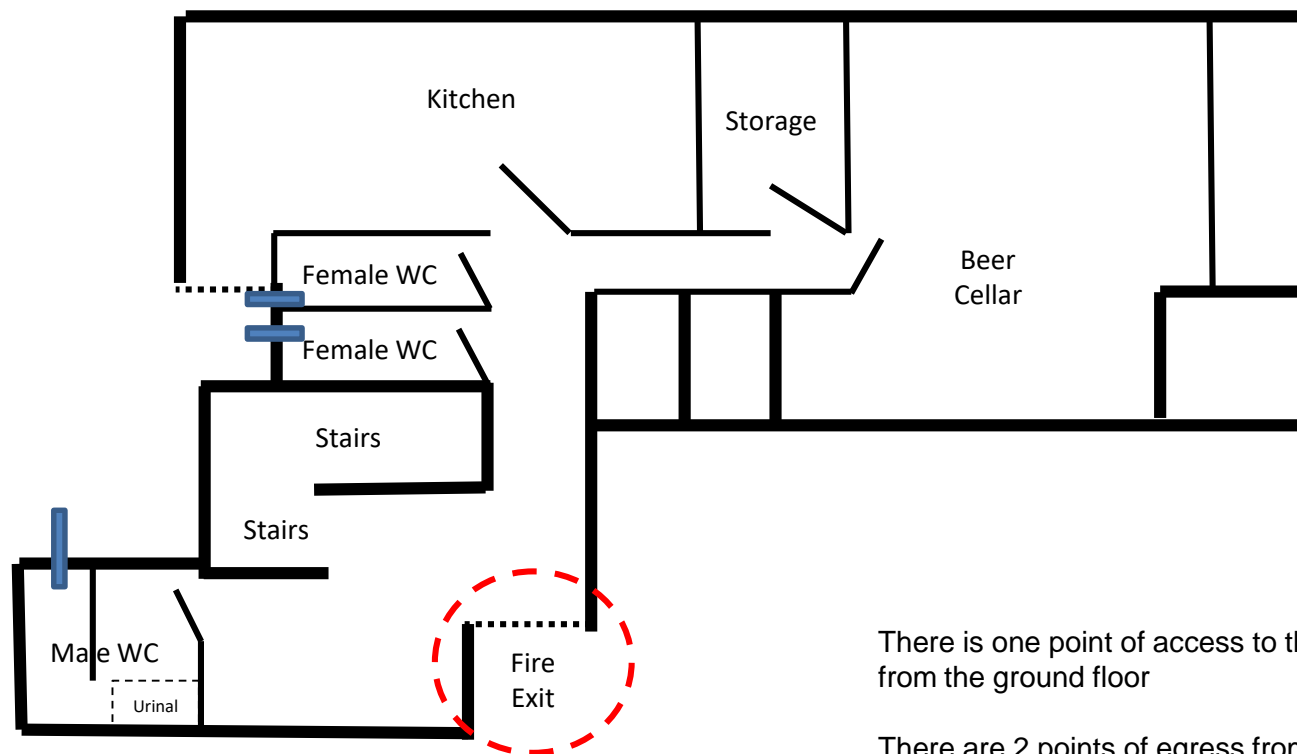 Kitchen
Storage
Female WC
Beer
Cellar
Female WC
Stairs
Stairs
Male WC
Urinal
Fire
Exit
There is one point of access to
from the ground floor
There are 2 points of egress